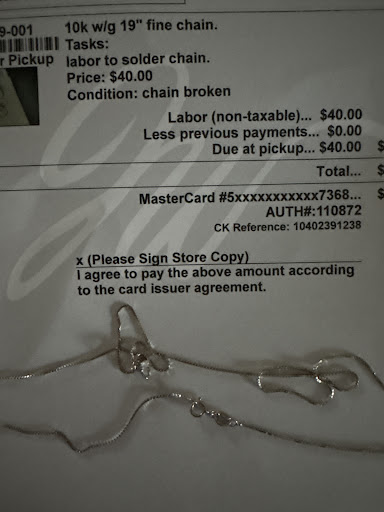 9-001
10k w/g 19" fine chain.
Tasks:
r Pickup
labor to solder chain.
Price: $40.00
Condition: chain broken
Labor (non-taxable)... $40.00
Less previous payments... $0.00
Due at pickup... $40.00 $
Total... $
MasterCard #5xxxxxxxxxxx7368... $
AUTH#:110872
CK Reference: 10402391238
x (Please Sign Store Copy)
I agree to pay the above amount according
to the card issuer agreement.